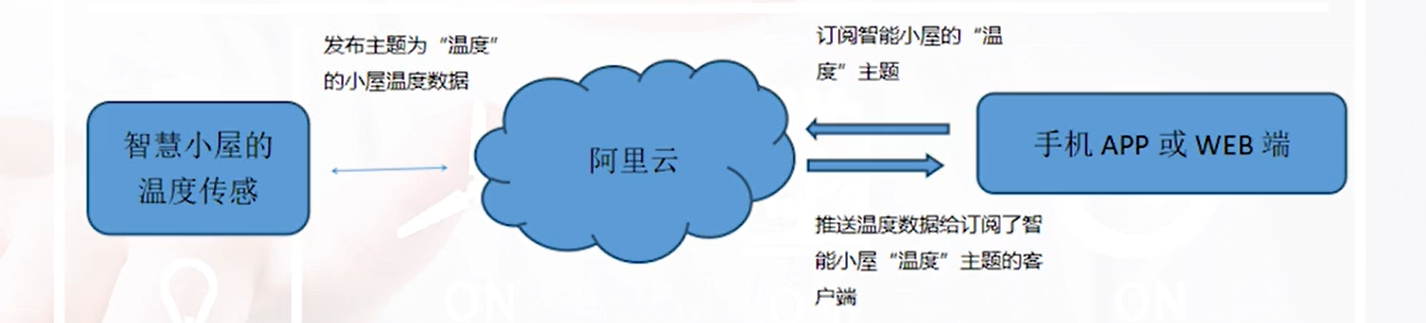 发布主题为“温度”
的小屋温度数据
订阅智能小屋的“温
度”主题
智慧小屋的
温度传感
阿里云
手机 APP 或 WEB 端
推送温度数据给订阅了智
能小屋“温度”主题的客
户端
ON
ON
ON